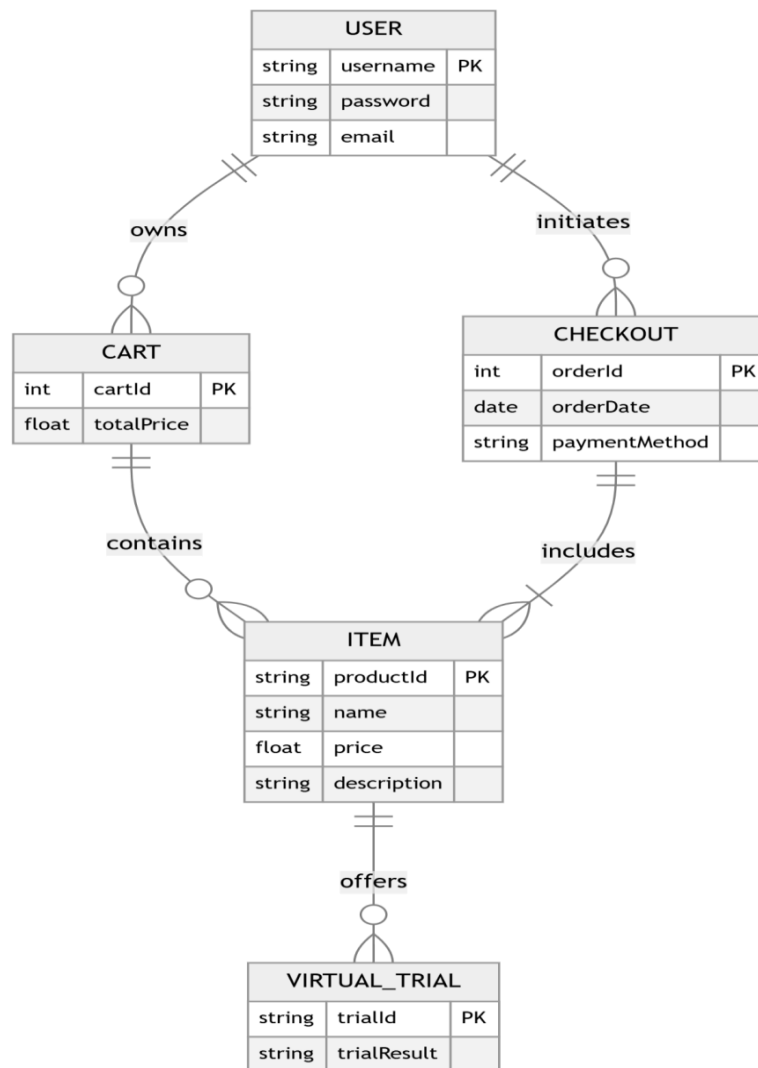 USER
string username PK
string password
string email
owns
initiates
CART
int cartId PK
float totalPrice
CHECKOUT
int orderId PK
date orderDate
string paymentMethod
contains
includes
ITEM
string productId PK
string name
float price
string description
offers
VIRTUAL_TRIAL
string trialId PK
string trialResult